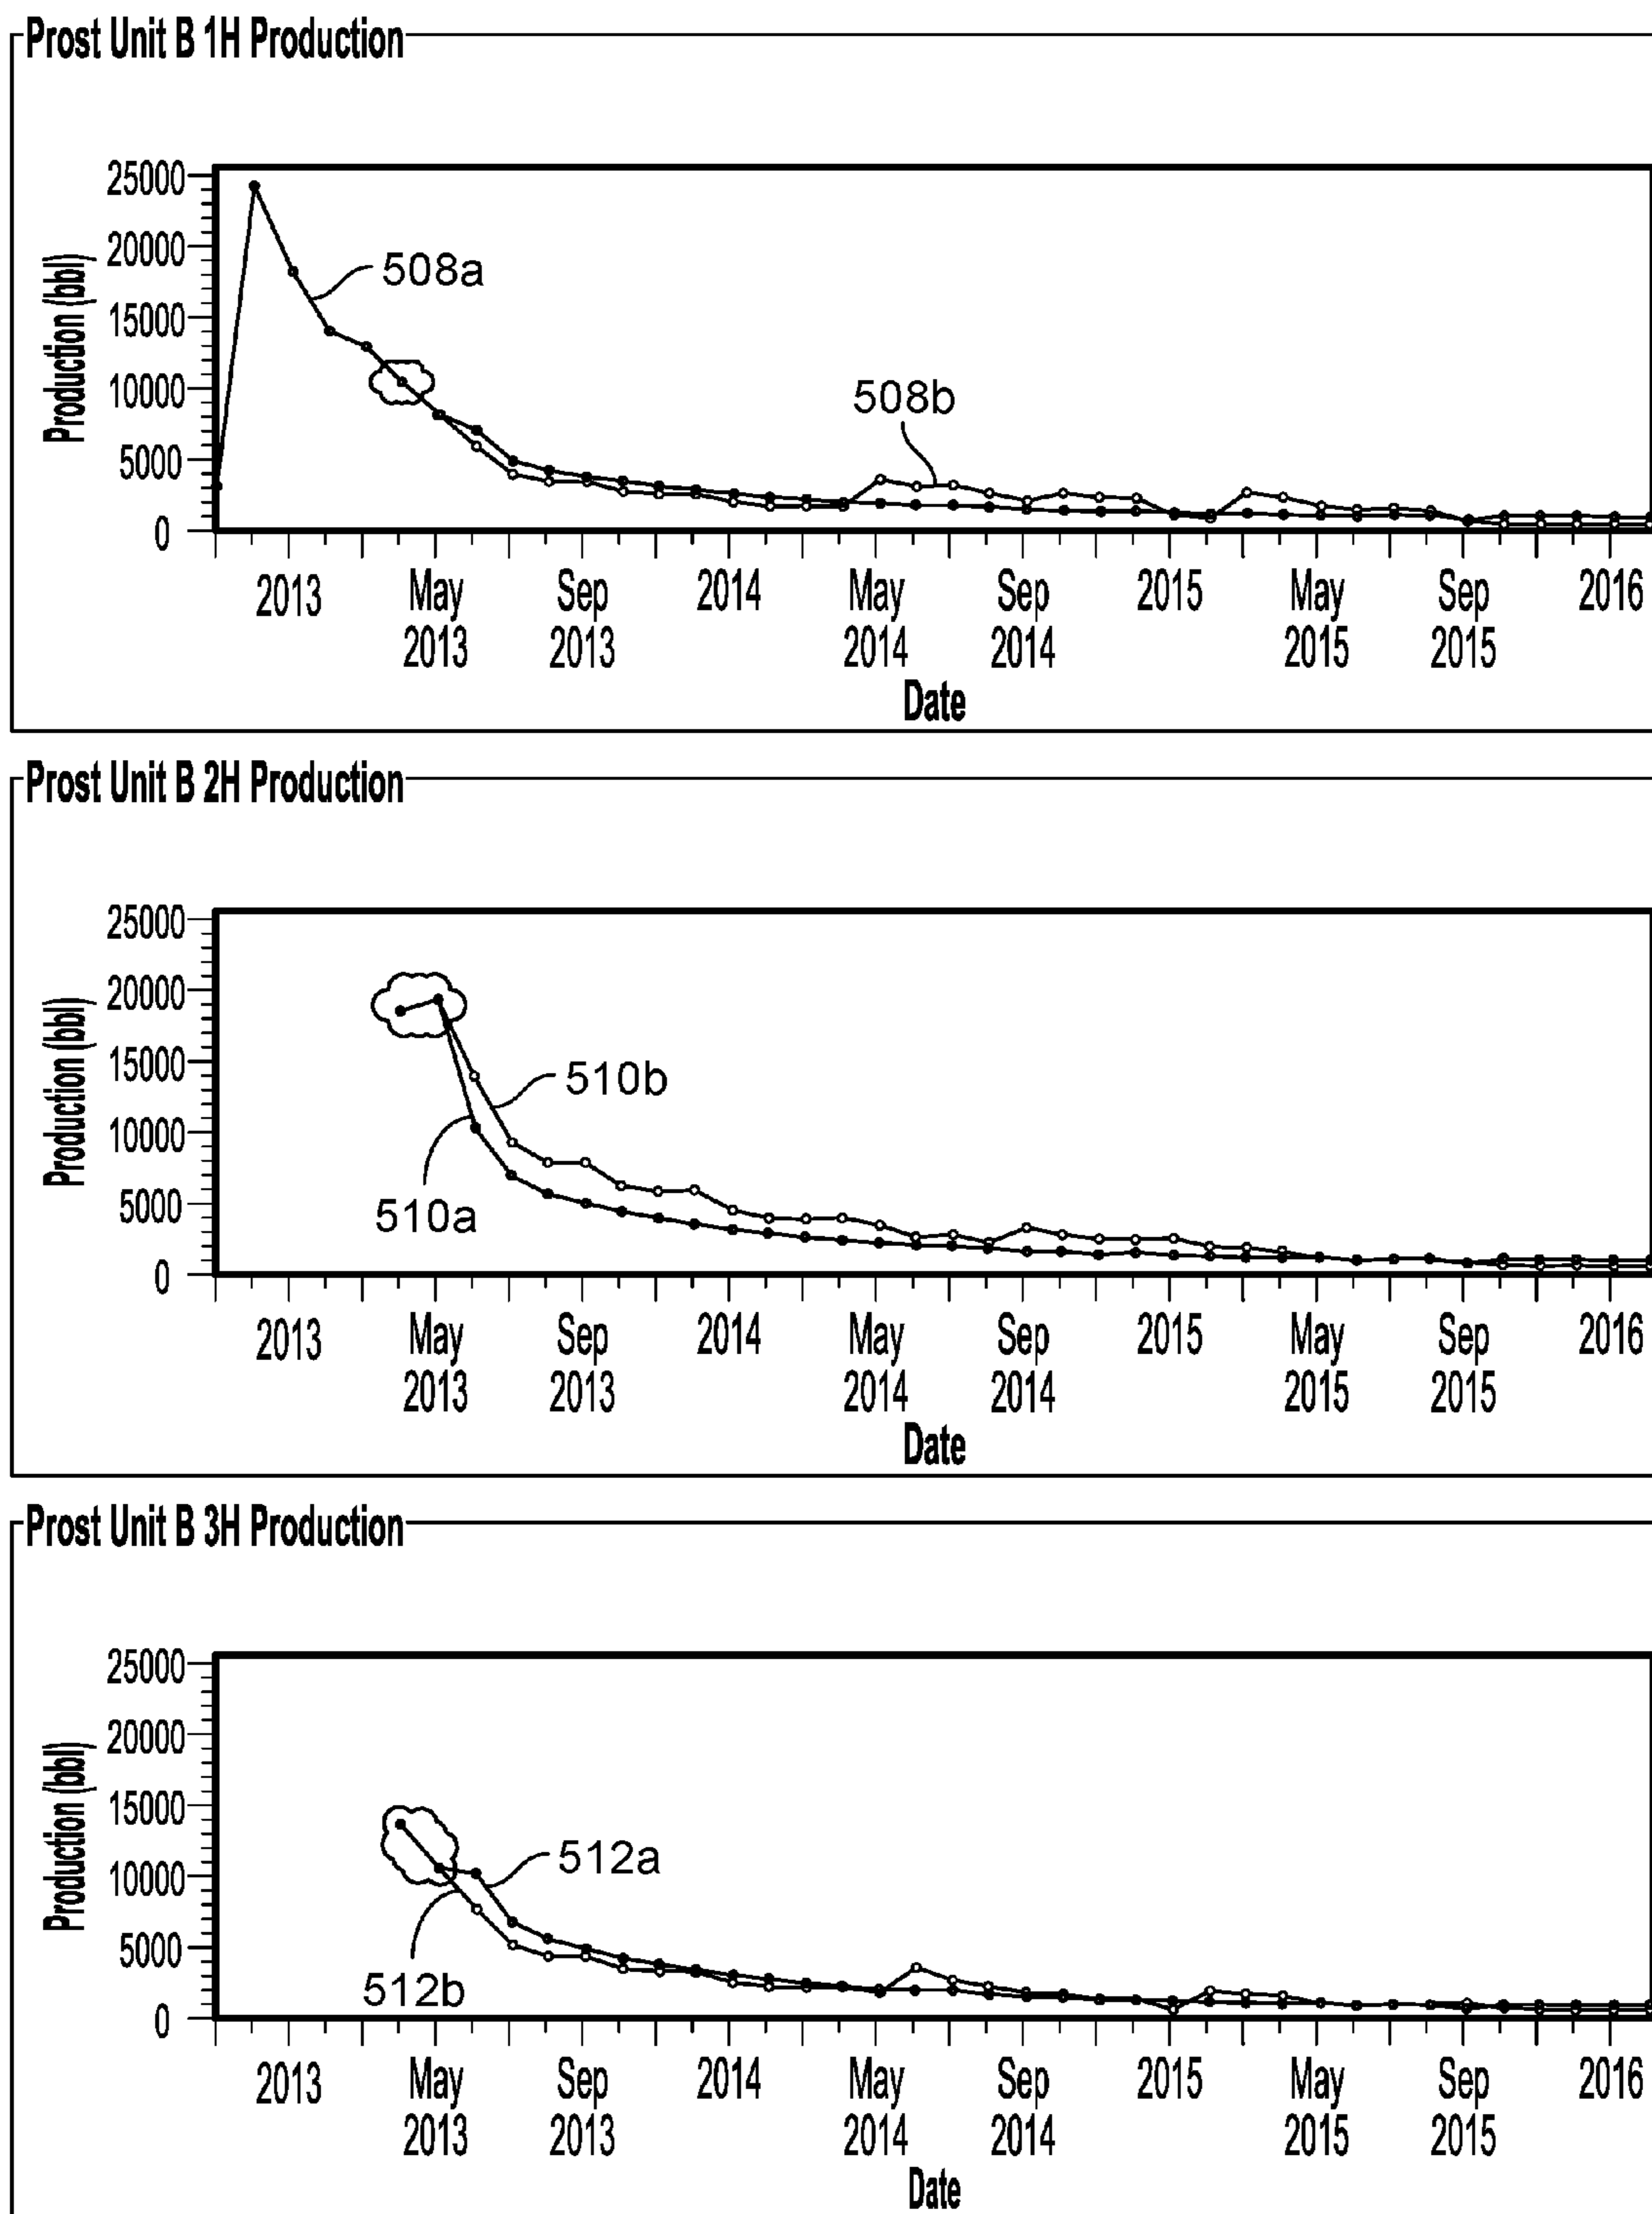 Prost Unit B 1H Production
25000
20000
15000
10000
5000
0
Production (bbl)
508a
508b
2013 May Sep 2014 May Sep 2015 May Sep 2016
2013 2013 2014 2014 2015 2015
Date
Prost Unit B 2H Production
25000
20000
15000
10000
5000
0
Production (bbl)
510b
510a
2013 May Sep 2014 May Sep 2015 May Sep 2016
2013 2013 2014 2014 2015 2015
Date
Prost Unit B 3H Production
25000
20000
15000
10000
5000
0
Production (bbl)
512a
512b
2013 May Sep 2014 May Sep 2015 May Sep 2016
2013 2013 2014 2014 2015 2015
Date